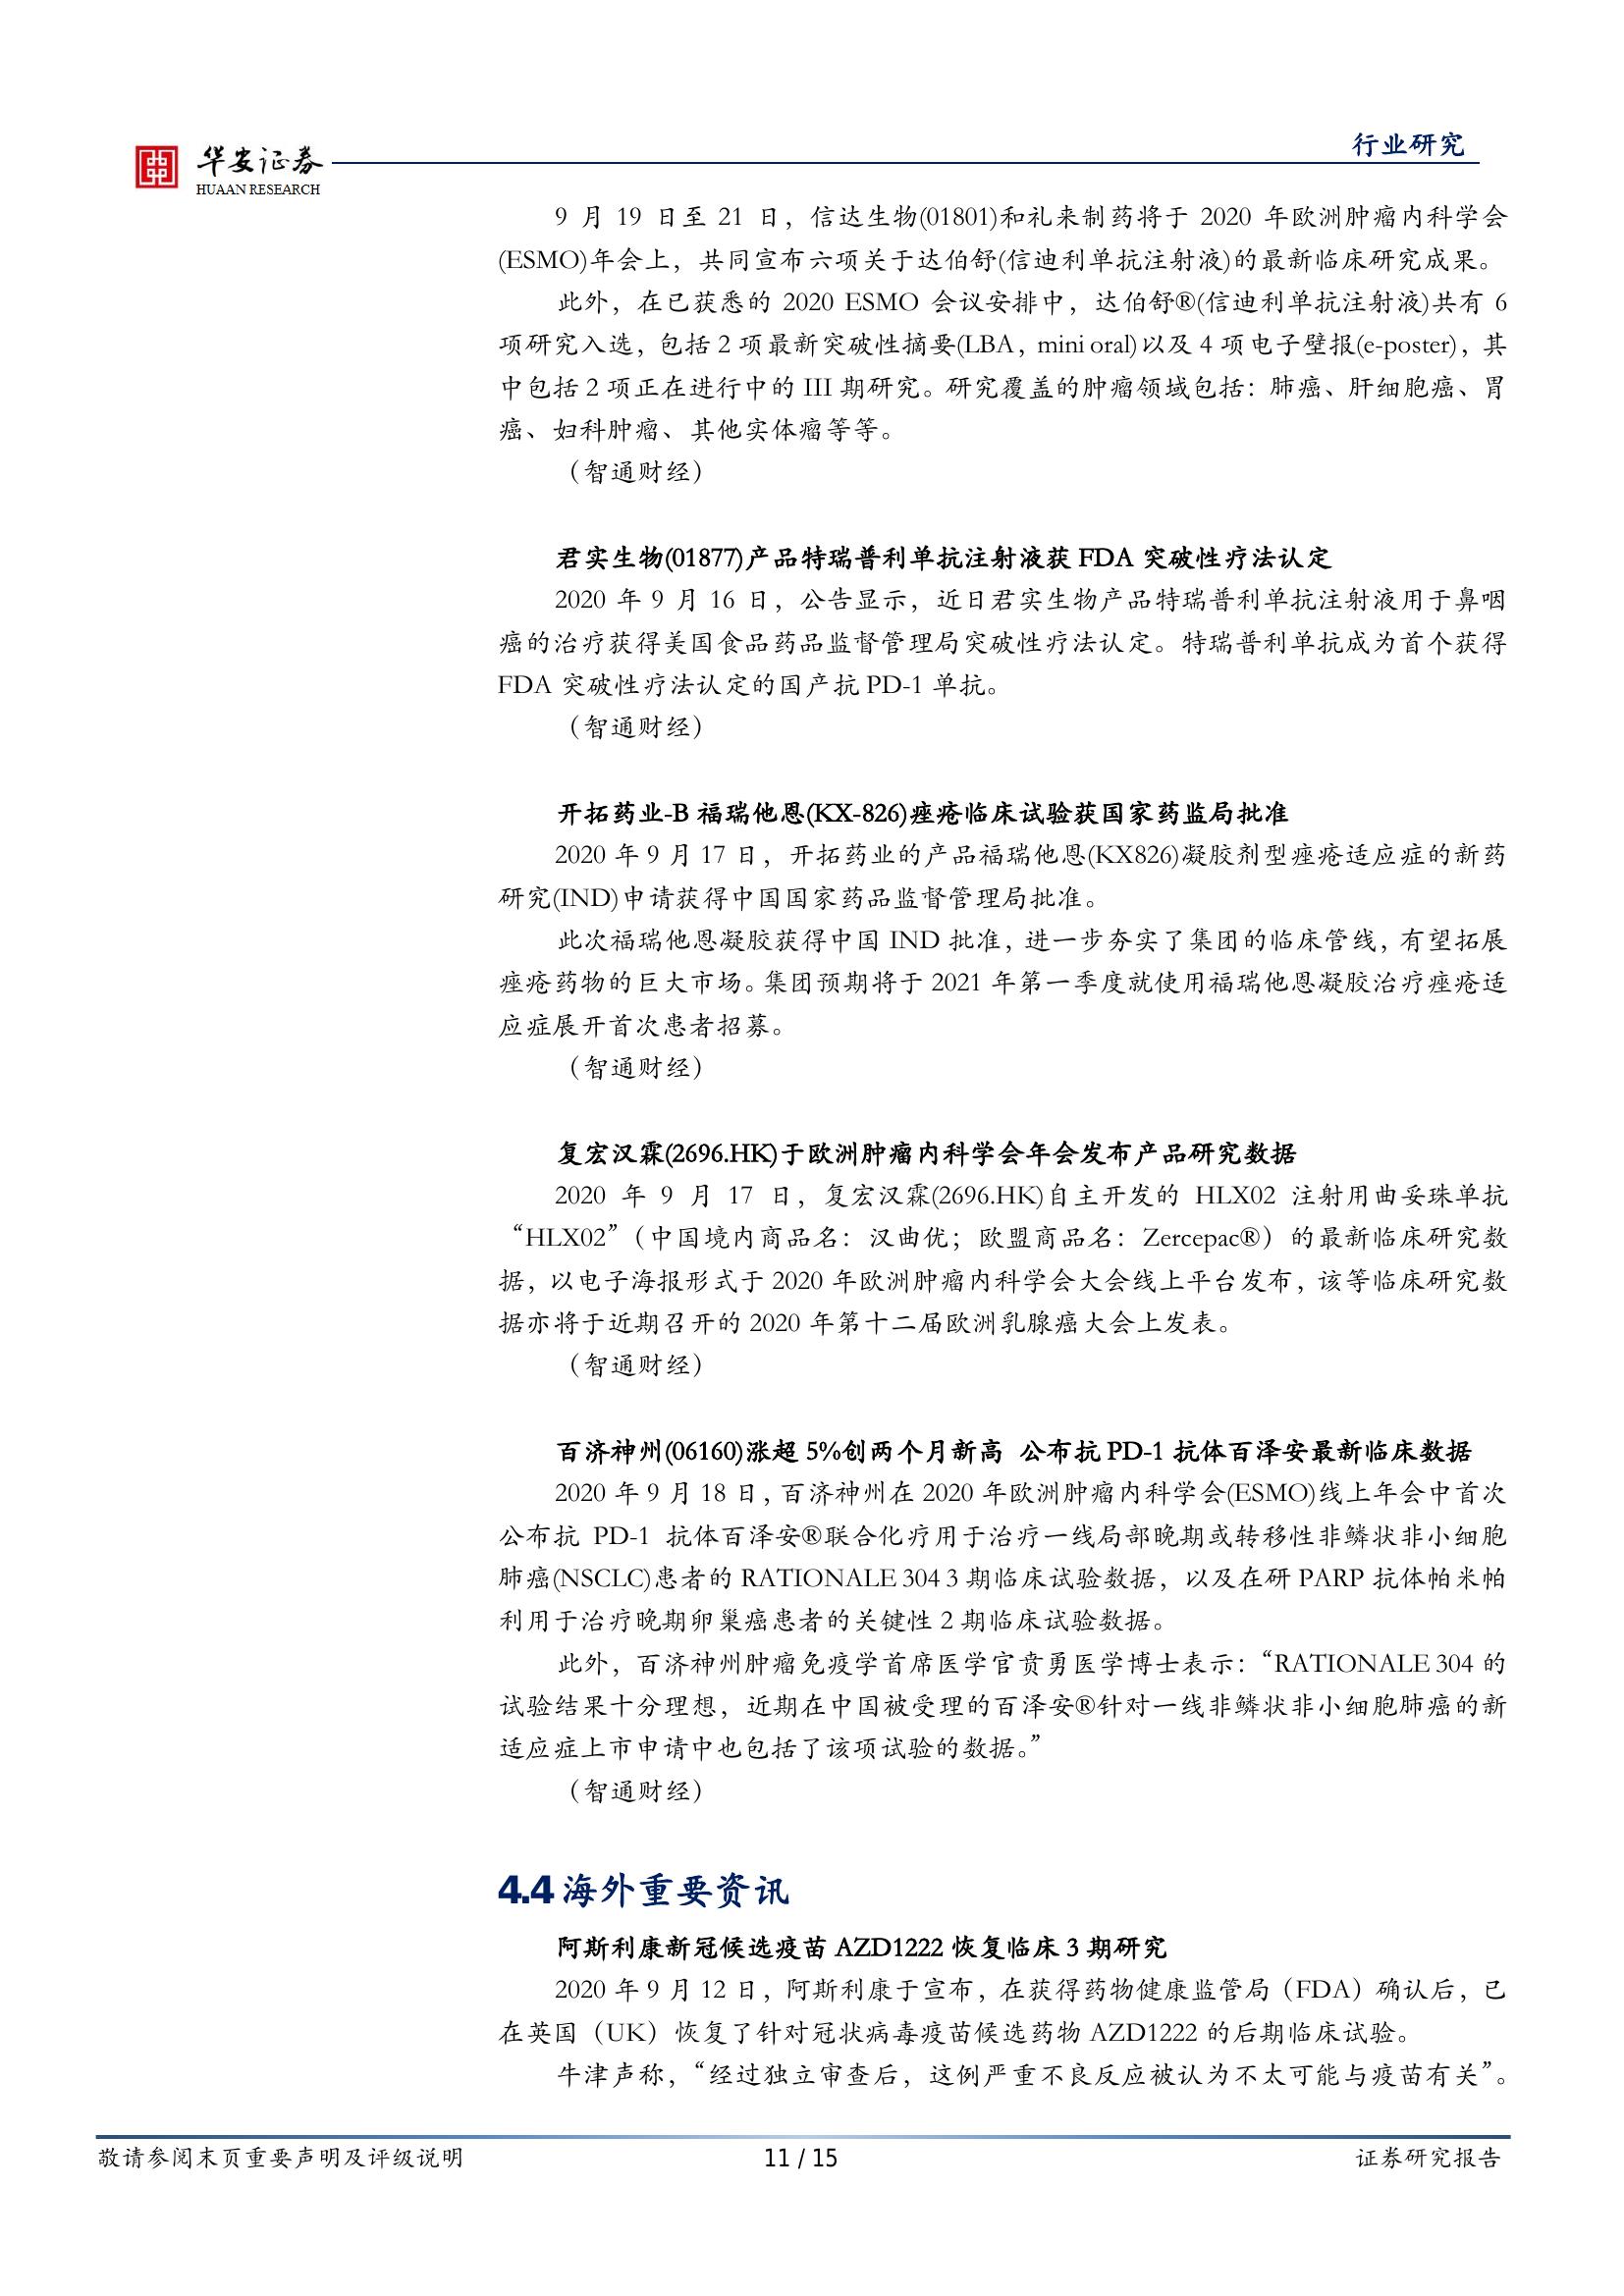 华安证券
HUAAN RESEARCH
行业研究
9 月 19 日至 21 日，信达生物(01801)和礼来制药将于 2020 年欧洲肿瘤内科学会
(ESMO)年会上，共同宣布六项关于达伯舒(信迪利单抗注射液)的最新临床研究成果。
此外，在已获悉的 2020 ESMO 会议安排中，达伯舒®(信迪利单抗注射液)共有 6
项研究入选，包括 2 项最新突破性摘要(LBA，mini oral)以及 4 项电子壁报(e-poster)，其
中包括 2 项正在进行中的 III 期研究。研究覆盖的肿瘤领域包括：肺癌、肝细胞癌、胃
癌、妇科肿瘤、其他实体瘤等等。
（智通财经）
君实生物(01877)产品特瑞普利单抗注射液获 FDA 突破性疗法认定
2020 年 9 月 16 日，公告显示，近日君实生物产品特瑞普利单抗注射液用于鼻咽
癌的治疗获得美国食品药品监督管理局突破性疗法认定。特瑞普利单抗成为首个获得
FDA 突破性疗法认定的国产抗 PD-1 单抗。
（智通财经）
开拓药业-B 福瑞他恩(KX-826)痤疮临床试验获国家药监局批准
2020 年 9 月 17 日，开拓药业的产品福瑞他恩(KX826)凝胶剂型痤疮适应症的新药
研究(IND)申请获得中国国家药品监督管理局批准。
此次福瑞他恩凝胶获得中国 IND 批准，进一步夯实了集团的临床管线，有望拓展
痤疮药物的巨大市场。集团预期将于 2021 年第一季度就使用福瑞他恩凝胶治疗痤疮适
应症展开首次患者招募。
（智通财经）
复宏汉霖(2696.HK)于欧洲肿瘤内科学会年会发布产品研究数据
2020 年 9 月 17 日，复宏汉霖(2696.HK)自主开发的 HLX02 注射用曲妥珠单抗
“HLX02”（中国境内商品名：汉曲优；欧盟商品名：Zercepac®）的最新临床研究数
据，以电子海报形式于 2020 年欧洲肿瘤内科学会大会线上平台发布，该等临床研究数
据亦将于近期召开的 2020 年第十二届欧洲乳腺癌大会上发表。
（智通财经）
百济神州(06160)涨超 5%创两个月新高 公布抗 PD-1 抗体百泽安最新临床数据
2020 年 9 月 18 日，百济神州在 2020 年欧洲肿瘤内科学会(ESMO)线上年会中首次
公布抗 PD-1 抗体百泽安®联合化疗用于治疗一线局部晚期或转移性非鳞状非小细胞
肺癌(NSCLC)患者的 RATIONALE 304 3 期临床试验数据，以及在研 PARP 抗体帕米帕
利用于治疗晚期卵巢癌患者的关键性 2 期临床试验数据。
此外，百济神州肿瘤免疫学首席医学官贲勇医学博士表示：“RATIONALE 304 的
试验结果十分理想，近期在中国被受理的百泽安®针对一线非鳞状非小细胞肺癌的新
适应症上市申请中也包括了该项试验的数据。”
（智通财经）
4.4 海外重要资讯
阿斯利康新冠候选疫苗 AZD1222 恢复临床 3 期研究
2020 年 9 月 12 日，阿斯利康于宣布，在获得药物健康监管局（FDA）确认后，已
在英国（UK）恢复了针对冠状病毒疫苗候选药物 AZD1222 的后期临床试验。
牛津声称，“经过独立审查后，这例严重不良反应被认为不太可能与疫苗有关”。
敬请参阅末页重要声明及评级说明
11 / 15
证券研究报告